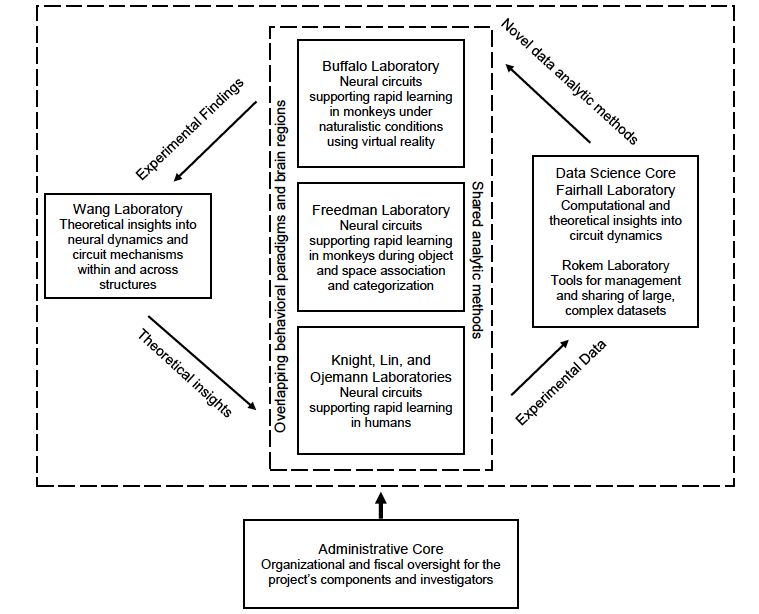 Novel data analytic methods
Buffalo Laboratory
Neural circuits
supporting rapid learning
in monkeys under
naturalistic conditions
using virtual reality
Experimental Findings
Overlapping behavioral paradigms and brain regions
Shared analytic methods
Wang Laboratory
Theoretical insights into
neural dynamics and
circuit mechanisms
within and across
structures
Freedman Laboratory
Neural circuits
supporting rapid learning
in monkeys during object
and space association
and categorization
Data Science Core
Fairhall Laboratory
Computational and
theoretical insights into
circuit dynamics
Rokem Laboratory
Tools for management
and sharing of large,
complex datasets
Theoretical insights
Knight, Lin, and
Ojemann Laboratories
Neural circuits
supporting rapid learning
in humans
Experimental Data
Administrative Core
Organizational and fiscal oversight for the
project's components and investigators